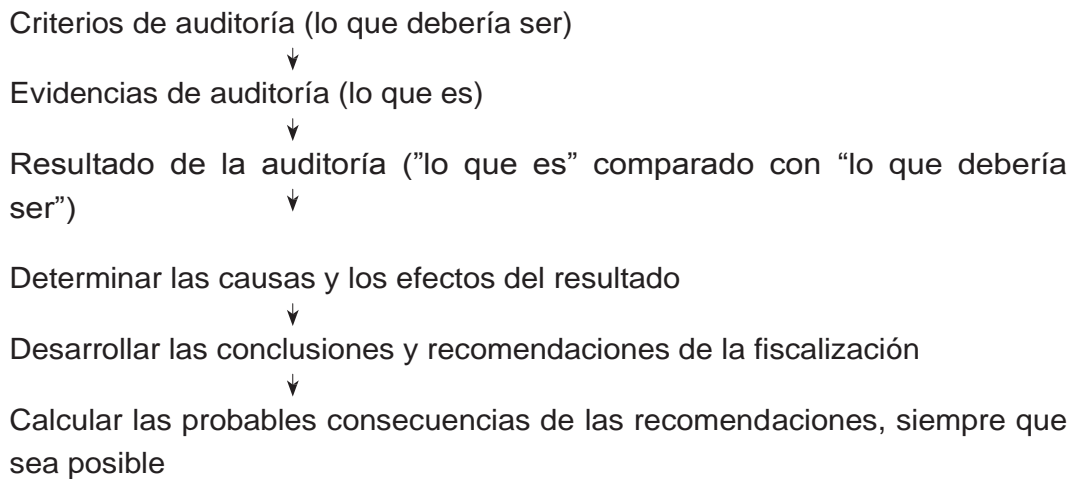 Criterios de auditoría (lo que debería ser)
Evidencias de auditoría (lo que es)
Resultado de la auditoría (”lo que es” comparado con “lo que debería
ser”)
Determinar las causas y los efectos del resultado
Desarrollar las conclusiones y recomendaciones de la fiscalización
Calcular las probables consecuencias de las recomendaciones, siempre que
sea posible